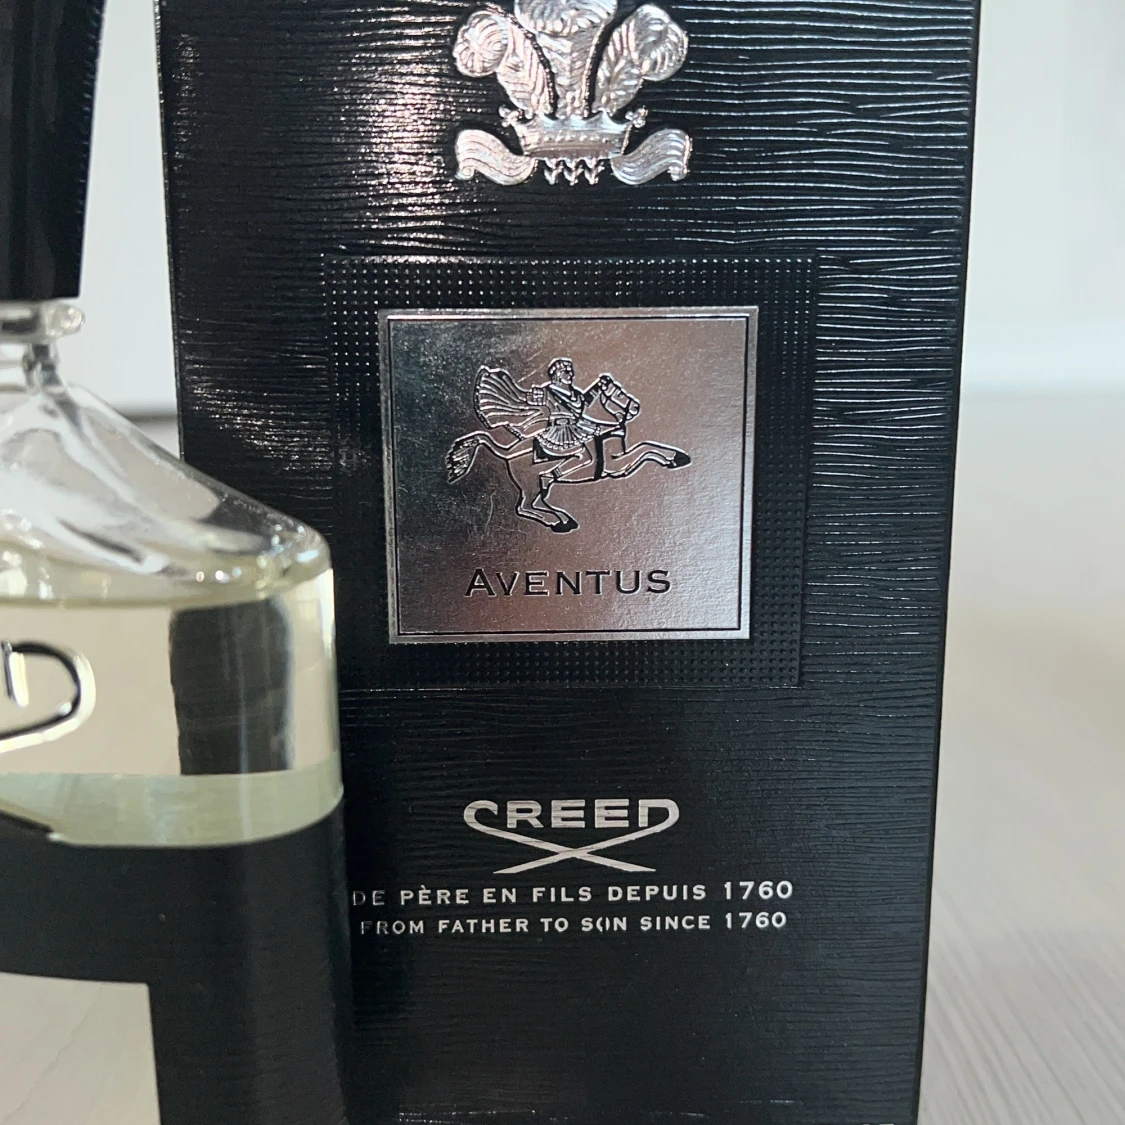 AVENTUS
CREED
DE PÈRE EN FILS DEPUIS 1760
FROM FATHER TO SON SINCE 1760
D